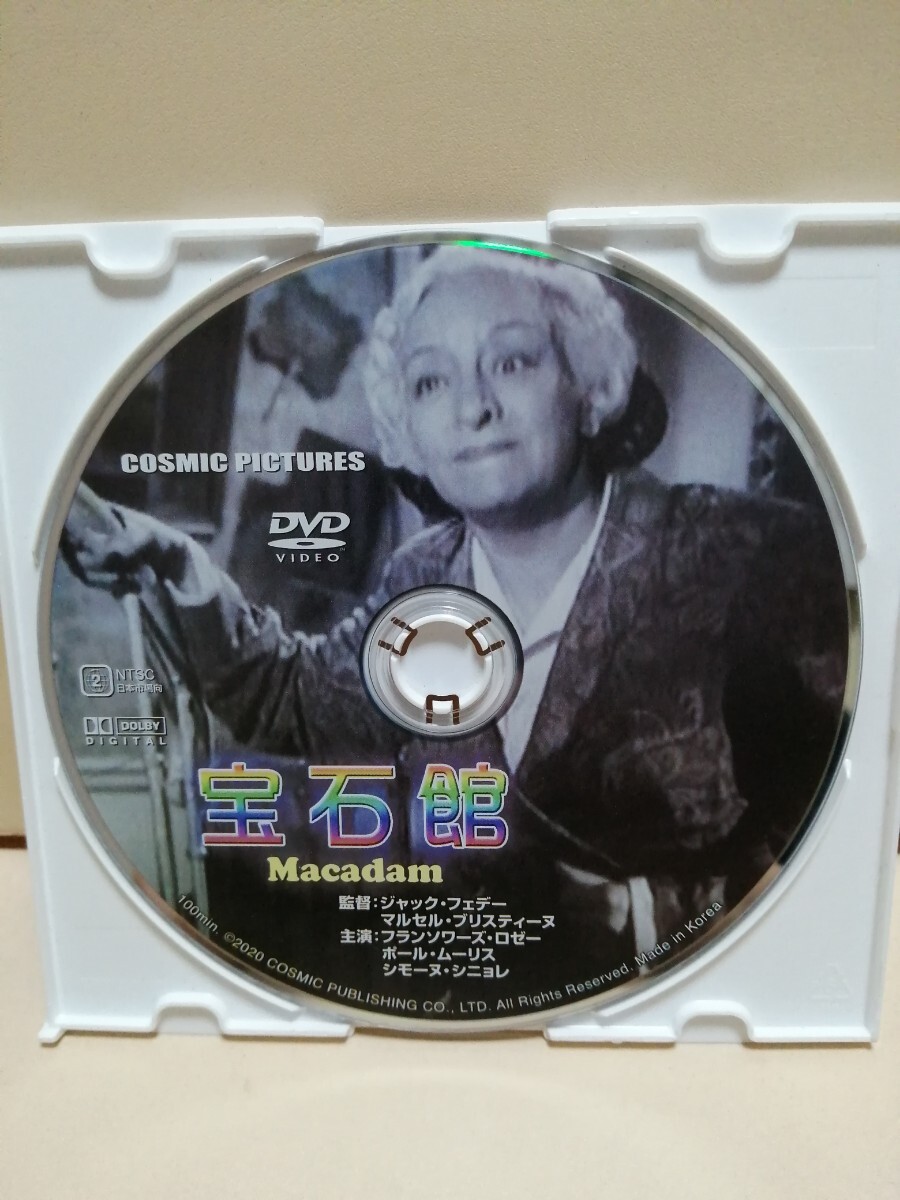 COSMIC PICTURES
DVD
VIDEO
2
NTSC
日本市場向
DOLBY
DIGITAL
宝石館
Macadam
監督:ジャック・フェデー
マルセル・ブリスティーヌ
主演:フランソワーズ・ロゼー
ポール・ムーリス
シモーヌ・シニョレ
100min. ©2020 COSMIC PUBLISHING CO., LTD. All Rights Reserved. Made in Korea